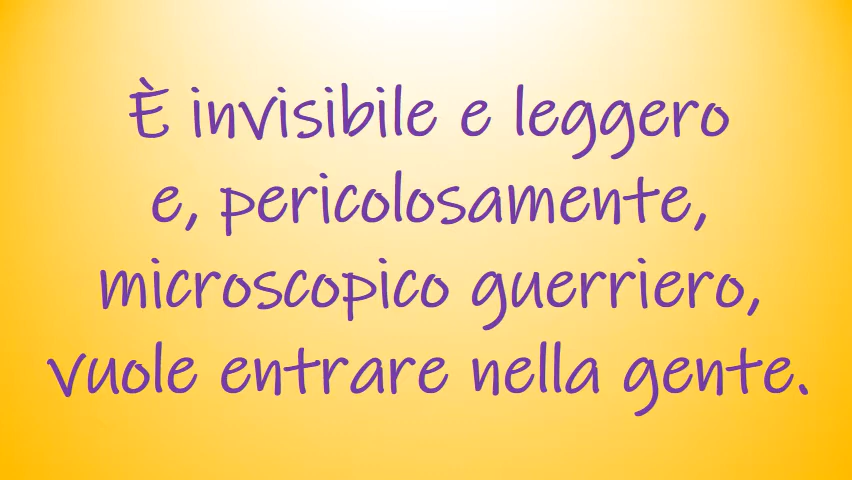 È invisibile e leggero
e, pericolosamente,
microscopico guerriero,
vuole entrare nella gente.